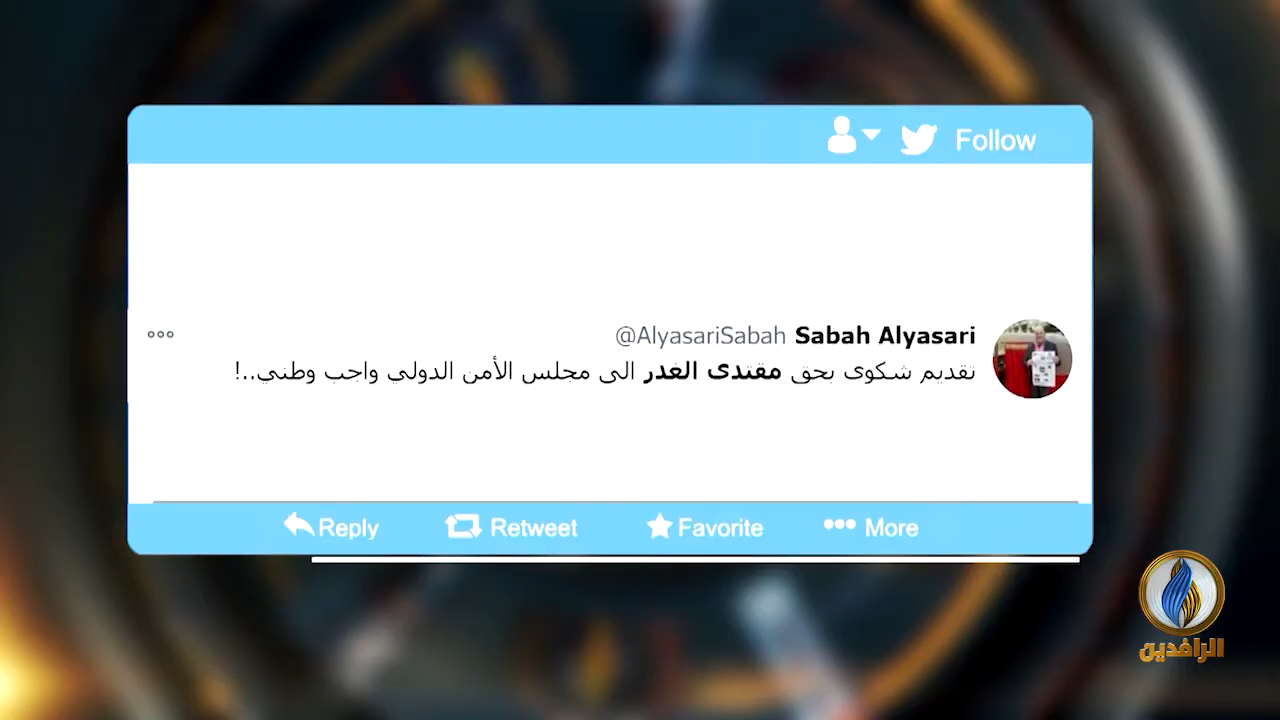 Follow
Sabah Alyasari @AlyasariSabah
تقديم شكوى بحق مقتدى الغدر الى مجلس الأمن الدولي واجب وطني..!
Reply Retweet Favorite More
الرافدين